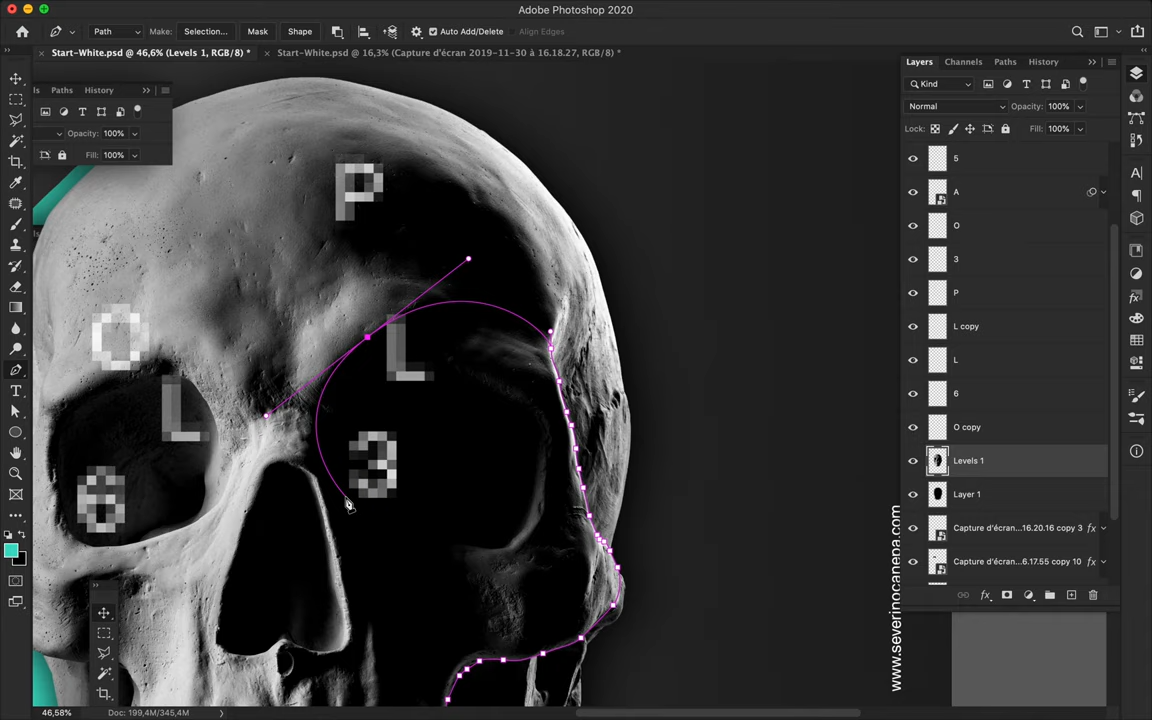 Adobe Photoshop 2020
Path
Make:
Selection...
Mask
Shape
Auto Add/Delete
Align Edges
Start-White.psd @ 46,6% (Levels 1, RGB/8) *
Start-White.psd @ 16,3% (Capture d'écran 2019-11-30 à 16.18.27, RGB/8) *
ls
Paths
History
Opacity: 100%
Fill: 100%
Layers
Channels
Paths
History
Kind
Normal
Opacity: 100%
Lock:
Fill: 100%
5
A
O
3
P
L copy
L
6
O copy
Levels 1
Layer 1
Capture d'écran...16.20.16 copy 3
fx
Capture d'écran...6.17.55 copy 10
fx
P
O
L
L
3
6
www.severinocanepa.com
46,58%
Doc: 199,4M/345,4M